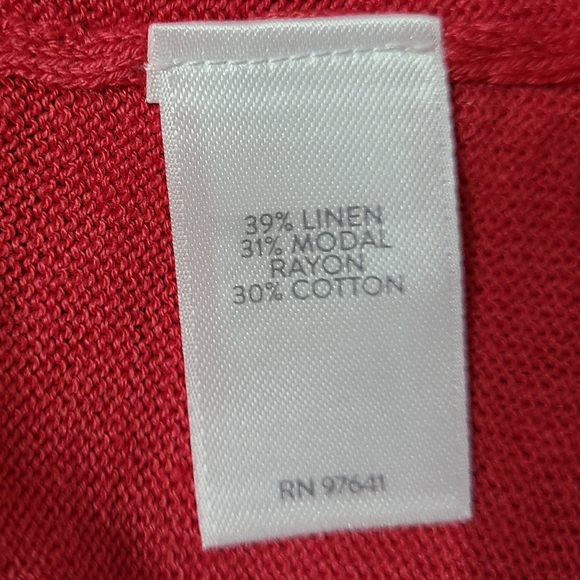 39% LINEN
31% MODAL
RAYON
30% COTTON
RN 97641